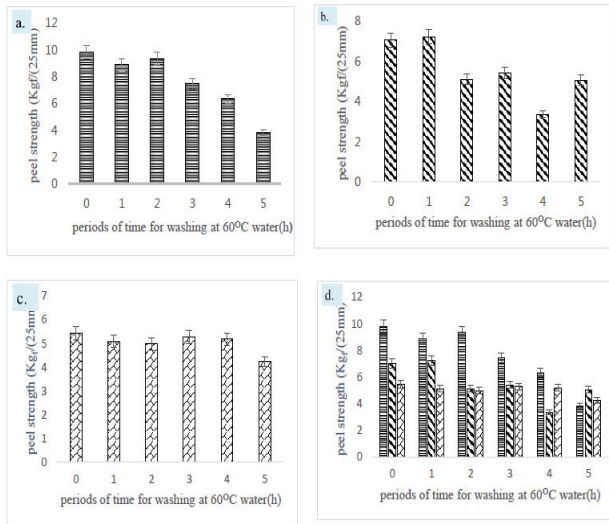 a.
peel strength (Kgf/(25mm)
12
10
8
6
4
2
0
0 1 2 3 4 5
periods of time for washing at 60⁰C water(h)
b.
peel strength (Kgf/(25mm)
8
6
4
2
0
0 1 2 3 4 5
periods of time for washing at 60⁰C water(h)
c.
peel strength (Kgf/(25mm)
7
6
5
4
3
2
1
0
0 1 2 3 4 5
periods of time for washing at 60⁰C water(h)
d.
peel strength (Kgf/(25mm)
12
10
8
6
4
2
0
0 1 2 3 4 5
periods of time for washing at 60⁰C water(h)